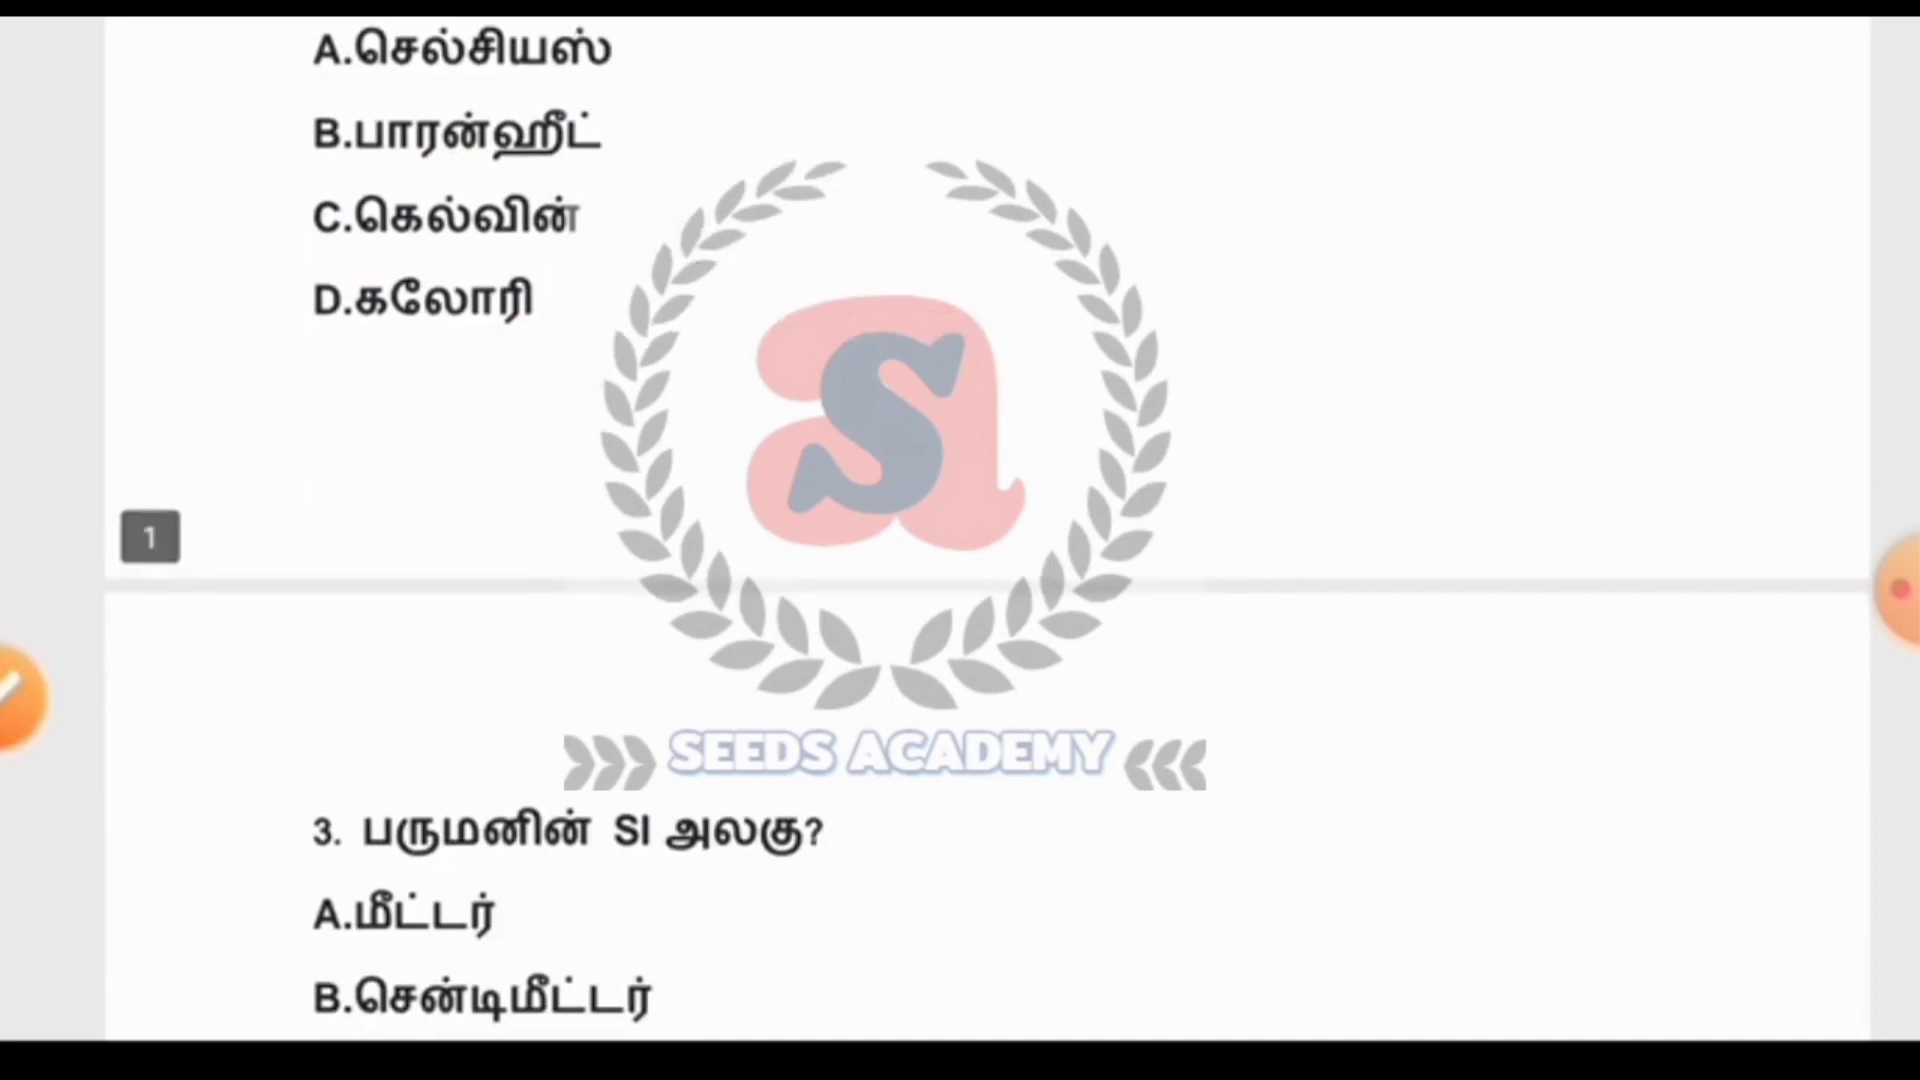 A.செல்சியஸ்
B.பாரன்ஹீட்
C.கெல்வின்
D.கலோரி
1
SEEDS ACADEMY
3. பருமனின் SI அலகு?
A.மீட்டர்
B.சென்டிமீட்டர்